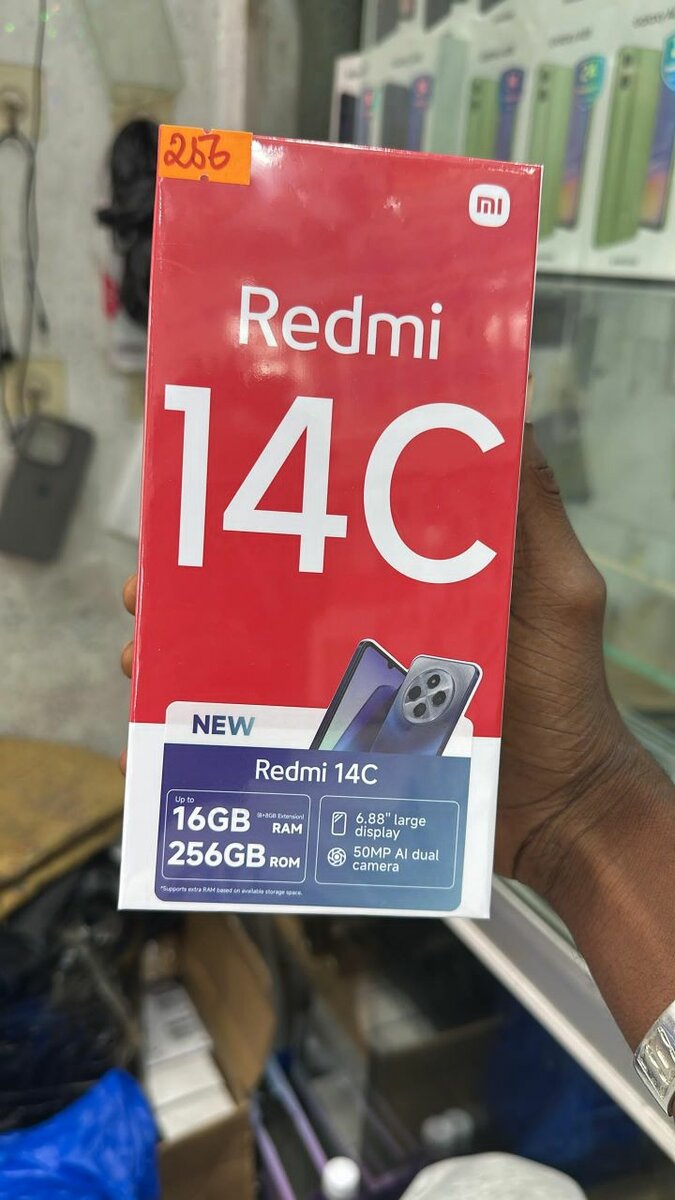 256
mi
Redmi
14C
NEW
Redmi 14C
Up to
16GB (8+8GB Extension) RAM
256GB ROM
6.88" large
display
50MP AI dual
camera
*Supports extra RAM based on available storage space.